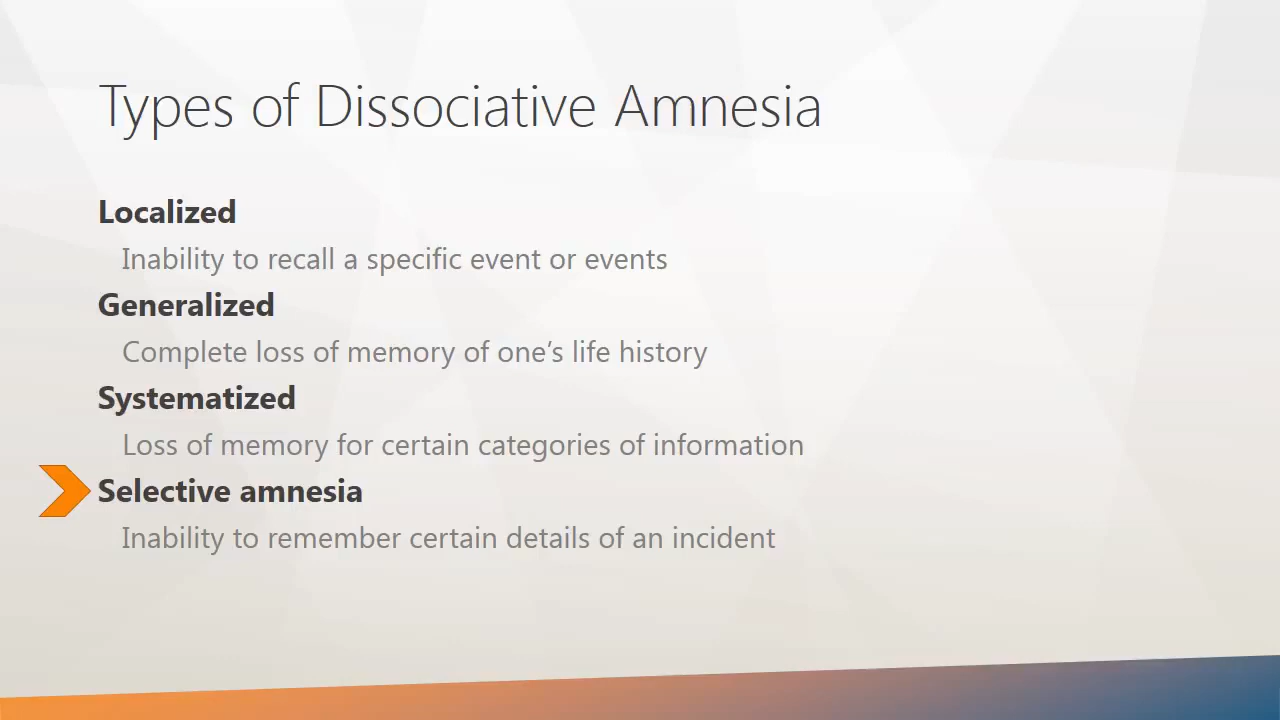 Types of Dissociative Amnesia
Localized
Inability to recall a specific event or events
Generalized
Complete loss of memory of one’s life history
Systematized
Loss of memory for certain categories of information
Selective amnesia
Inability to remember certain details of an incident